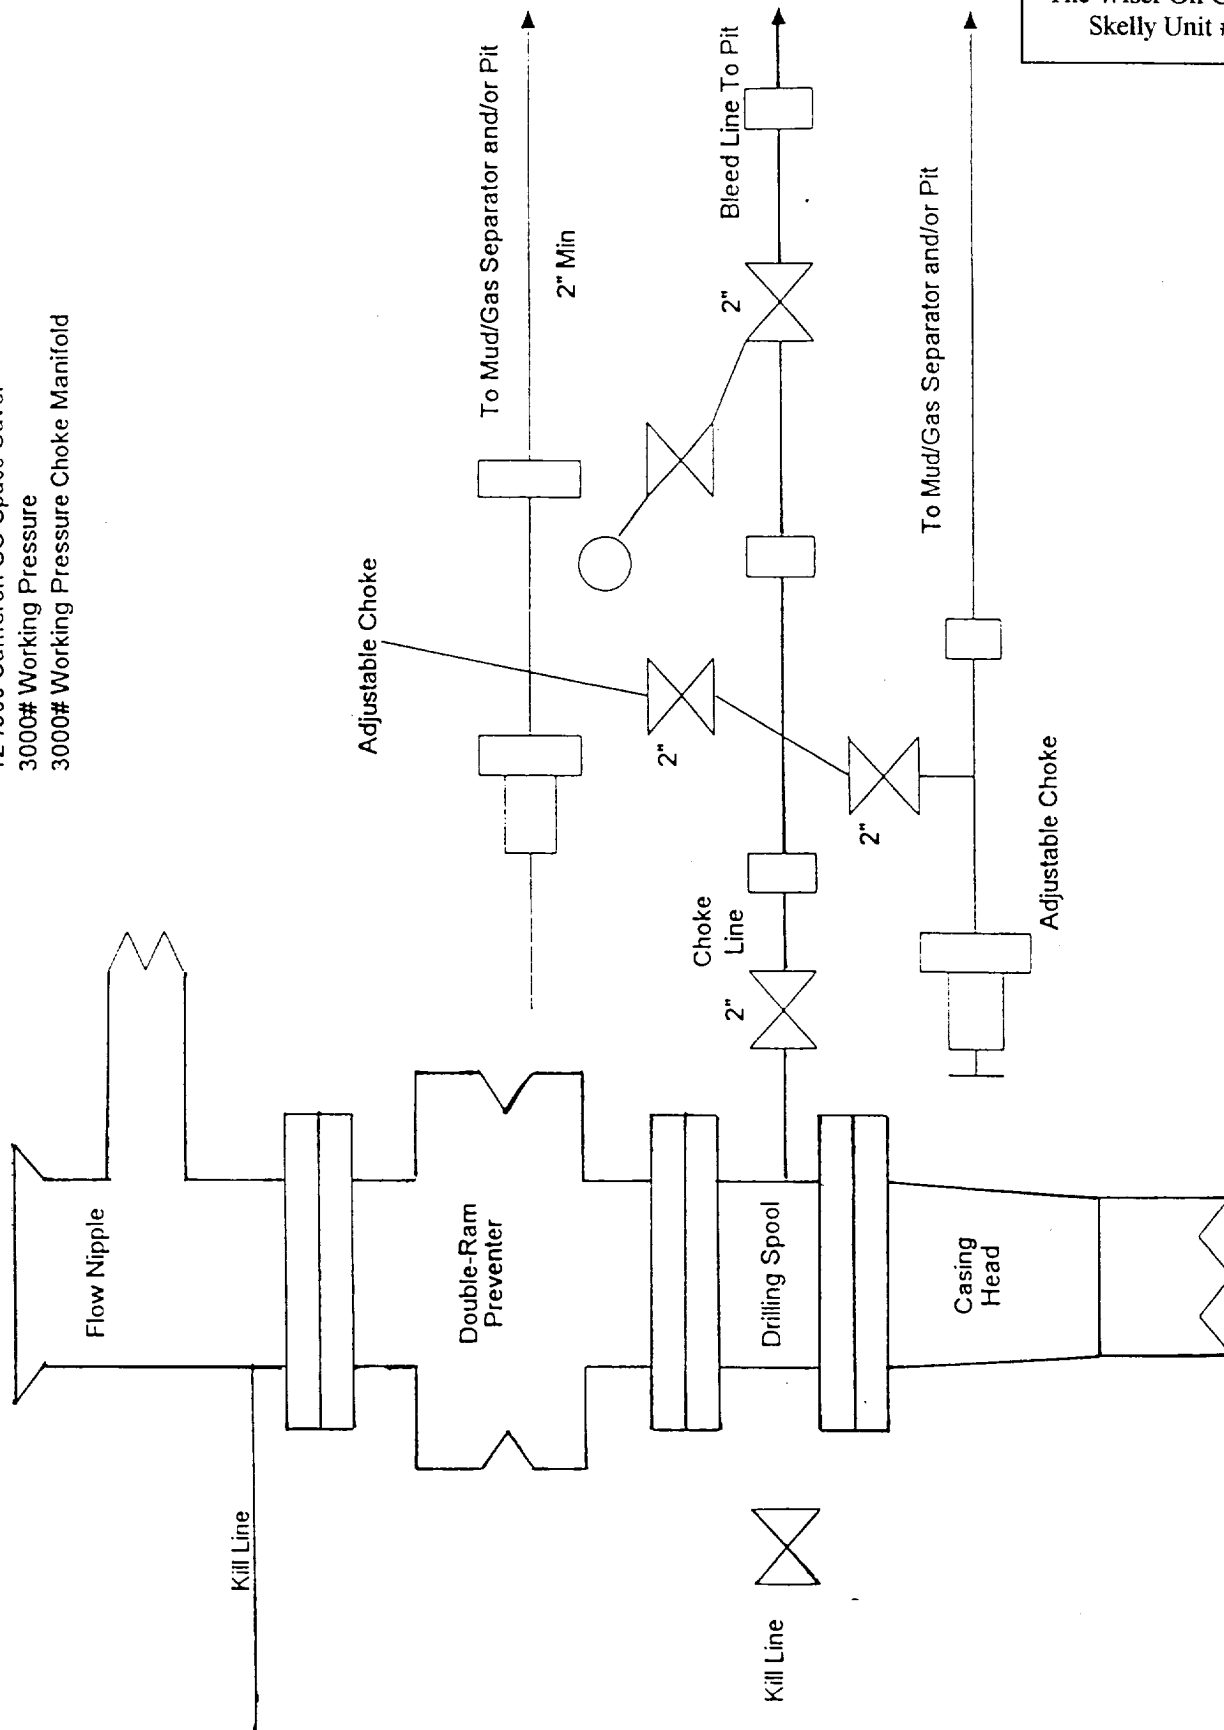 3000# Working Pressure
3000# Working Pressure Choke Manifold
Skelly Unit #
Adjustable Choke
To Mud/Gas Separator and/or Pit
2" Min
Flow Nipple
Kill Line
Double-Ram
Preventer
2"
2"
Bleed Line To Pit
Choke
Line
2"
2"
Drilling Spool
Kill Line
To Mud/Gas Separator and/or Pit
Adjustable Choke
Casing
Head